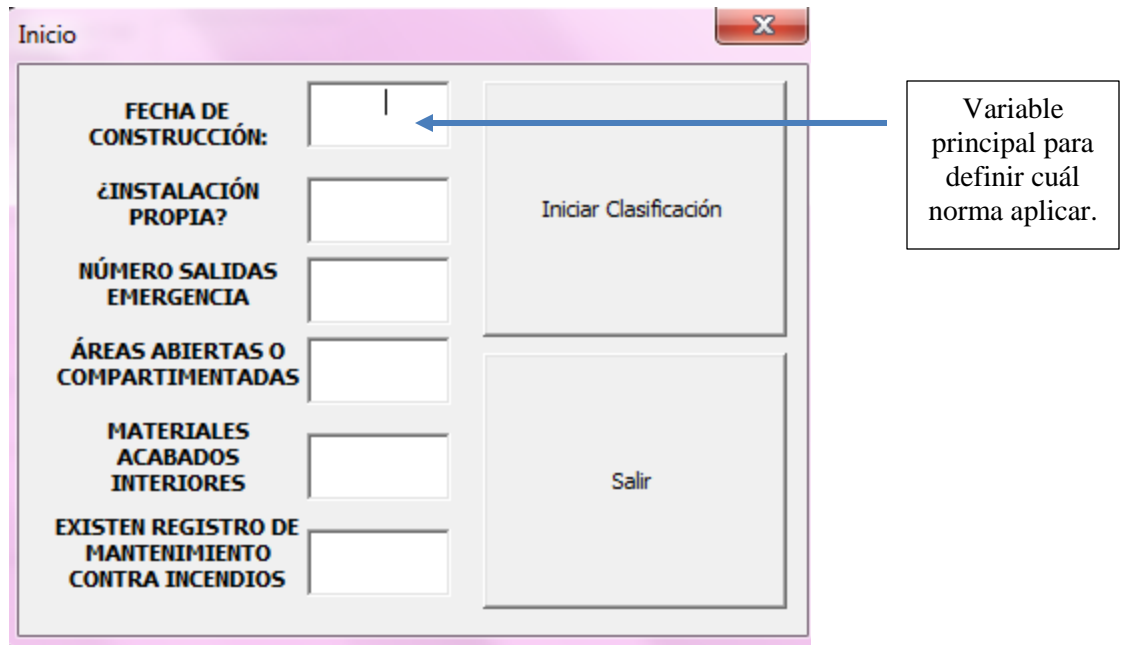 Inicio
FECHA DE
CONSTRUCCIÓN:
¿INSTALACIÓN
PROPIA?
NÚMERO SALIDAS
EMERGENCIA
ÁREAS ABIERTAS O
COMPARTIMENTADAS
MATERIALES
ACABADOS
INTERIORES
EXISTEN REGISTRO DE
MANTENIMIENTO
CONTRA INCENDIOS
Iniciar Clasificación
Salir
Variable
principal para
definir cuál
norma aplicar.